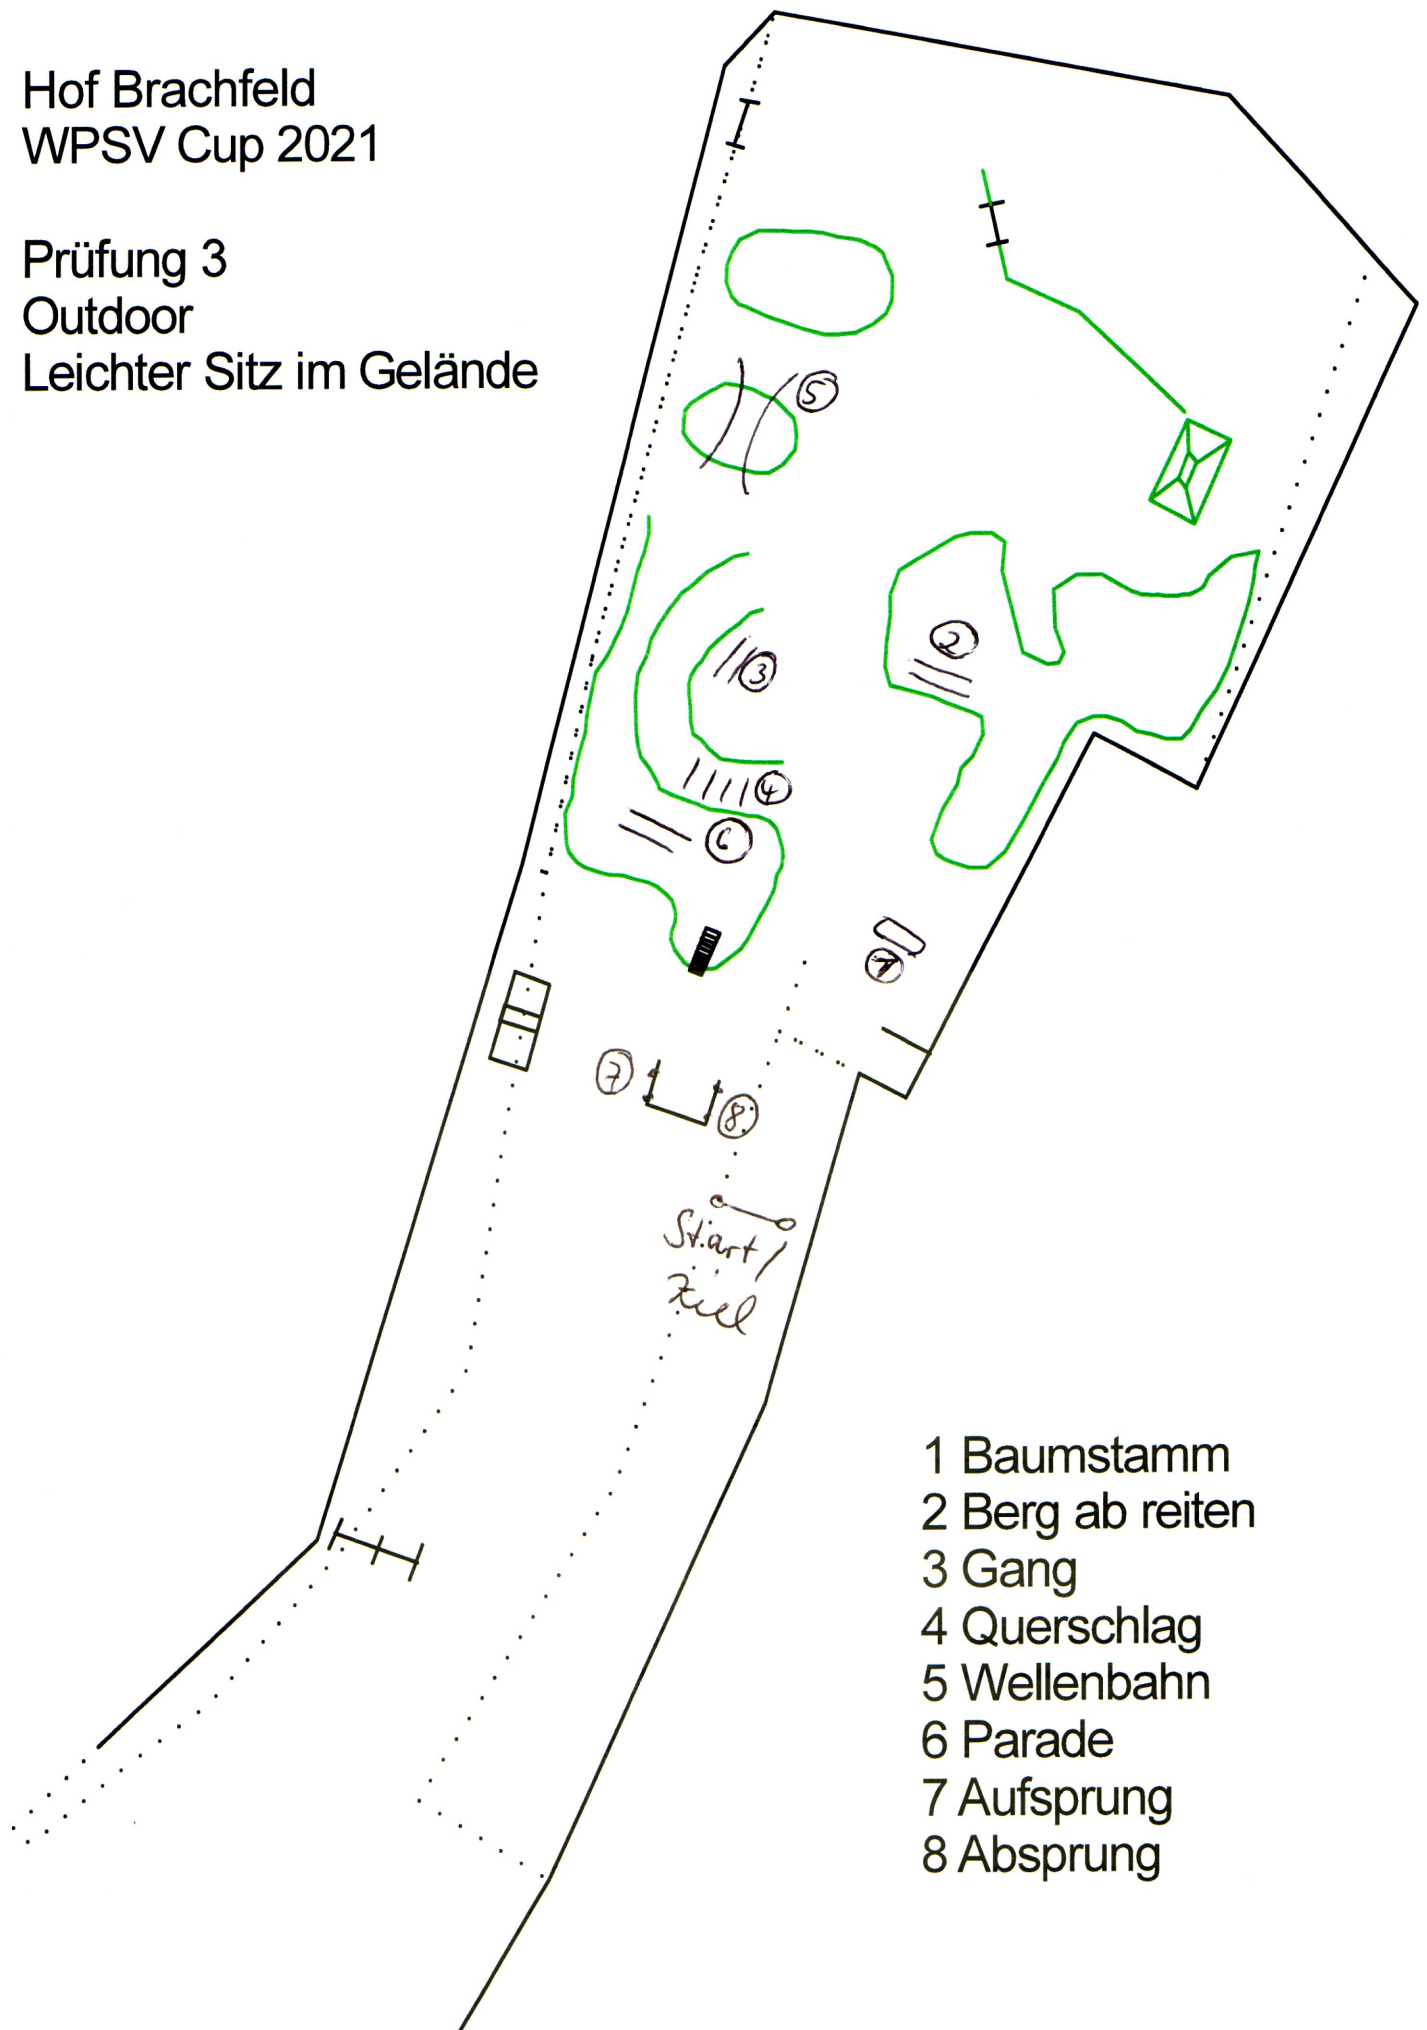 Hof Brachfeld
WPSV Cup 2021
Prüfung 3
Outdoor
Leichter Sitz im Gelände
5
2
3
4
6
1
7
8
Start /
Ziel
1 Baumstamm
2 Berg ab reiten
3 Gang
4 Querschlag
5 Wellenbahn
6 Parade
7 Aufsprung
8 Absprung